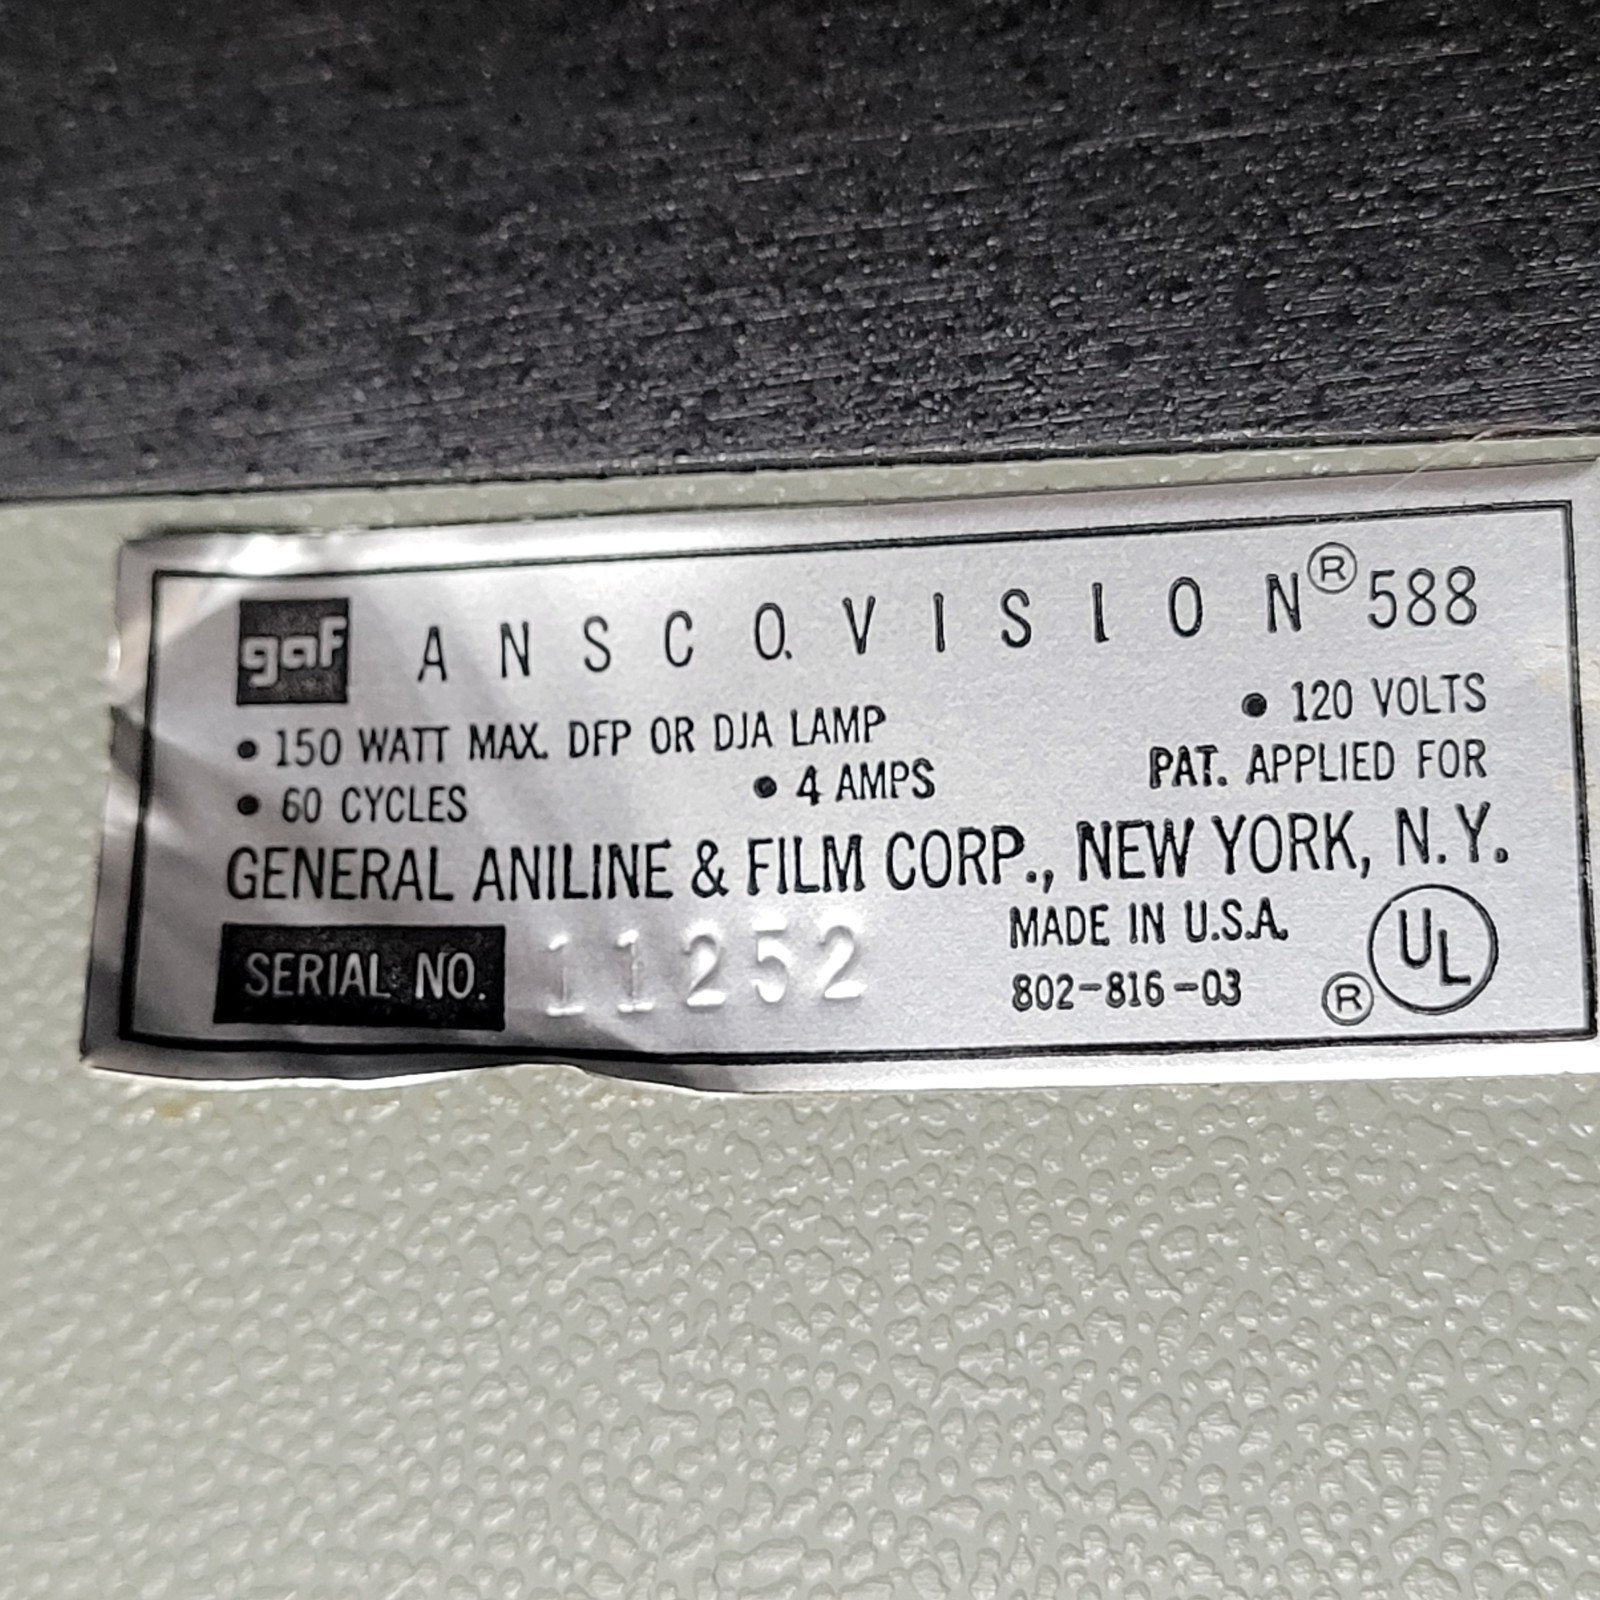 gaf ANSCOVISION® 588
• 150 WATT MAX. DFP OR DJA LAMP • 120 VOLTS
• 60 CYCLES • 4 AMPS PAT. APPLIED FOR
GENERAL ANILINE & FILM CORP., NEW YORK, N.Y.
SERIAL NO. 11252 MADE IN U.S.A.
802-816-03 ® UL